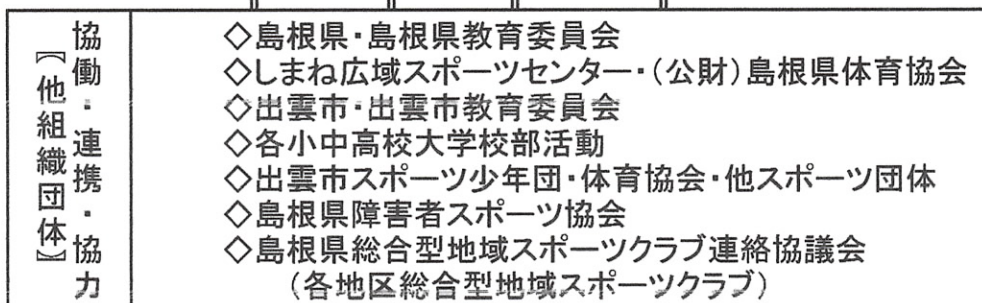 協働・連携・協力
【他組織団体】
◇島根県・島根県教育委員会
◇しまね広域スポーツセンター・(公財)島根県体育協会
◇出雲市・出雲市教育委員会
◇各小中高校大学校部活動
◇出雲市スポーツ少年団・体育協会・他スポーツ団体
◇島根県障害者スポーツ協会
◇島根県総合型地域スポーツクラブ連絡協議会
(各地区総合型地域スポーツクラブ)